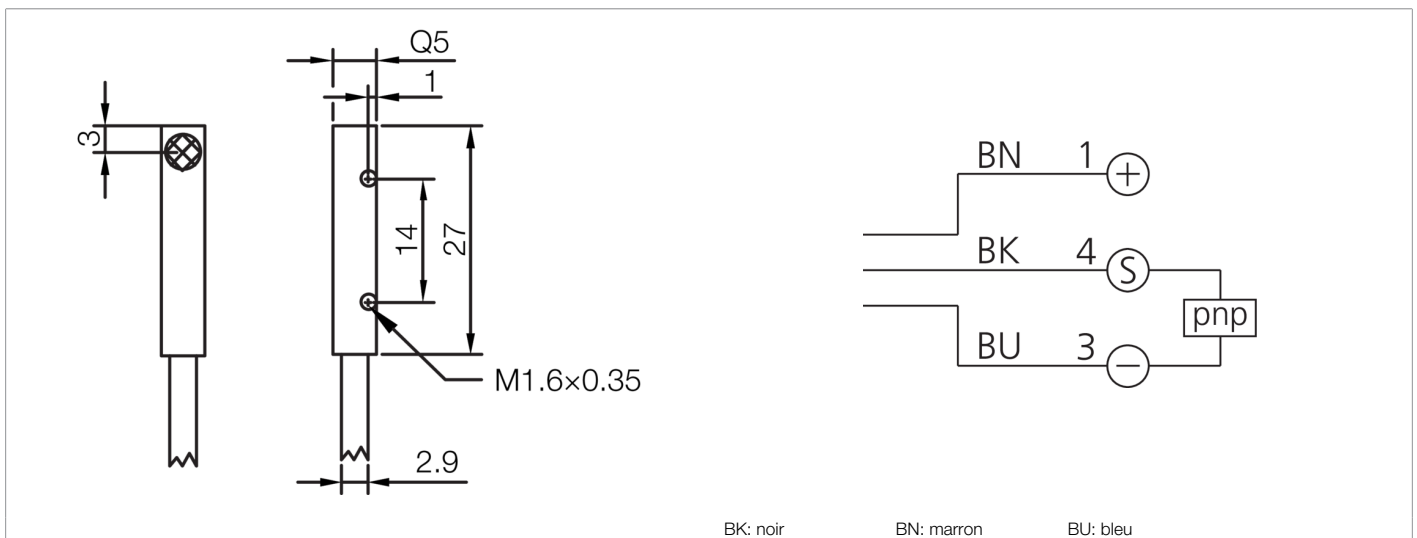 Q5
1
3
14
27
M1.6×0.35
2.9
BN 1
+
BK 4
S
pnp
BU 3
−
BK: noir BN: marron BU: bleu